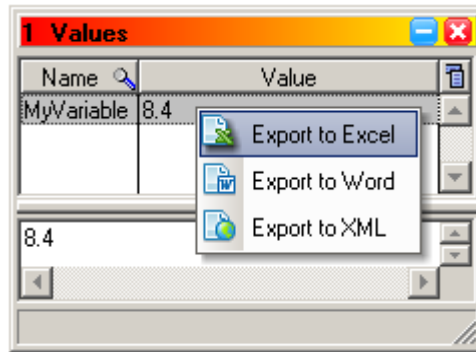 1 Values
Name Value
MyVariable 8.4
Export to Excel
Export to Word
Export to XML
8.4